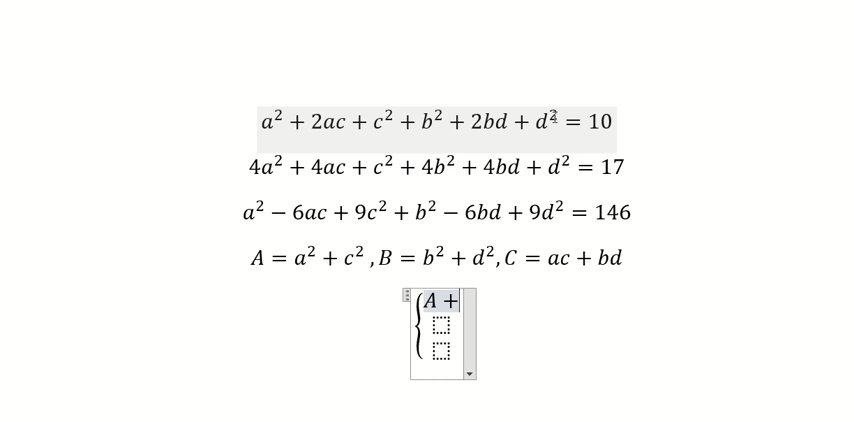 a² + 2ac + c² + b² + 2bd + d² = 10
4a² + 4ac + c² + 4b² + 4bd + d² = 17
a² − 6ac + 9c² + b² − 6bd + 9d² = 146
A = a² + c² , B = b² + d², C = ac + bd
{ A +